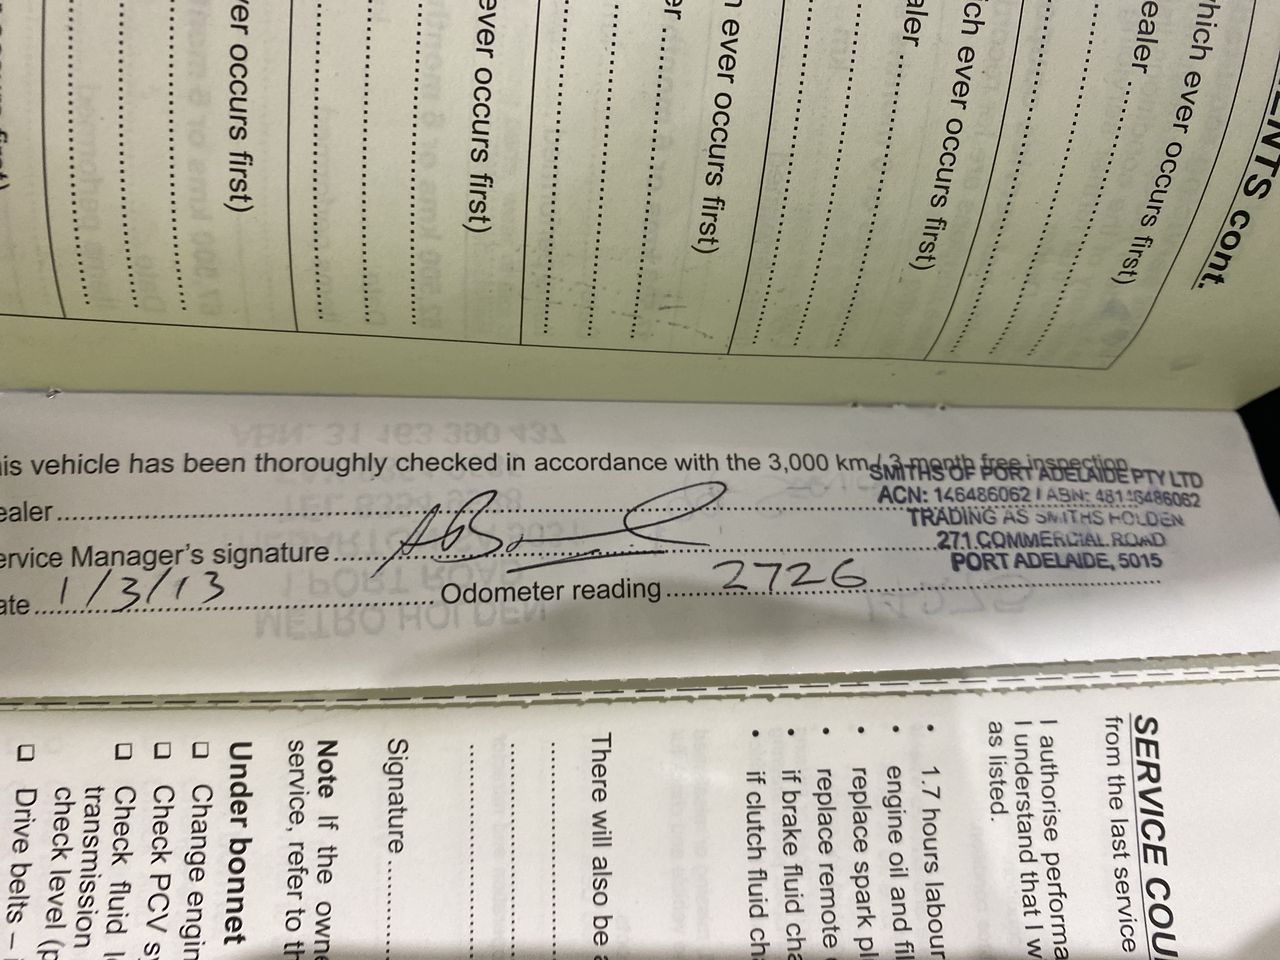 ENTS cont.
hich ever occurs first)
ealer
ich ever occurs first)
aler
ever occurs first)
er
ever occurs first)
ver occurs first)
is vehicle has been thoroughly checked in accordance with the 3,000 km/ 3-month free inspection
SMITHS OF PORT ADELAIDE PTY LTD
ealer
ACN: 146486062 / ABN: 48146486062
TRADING AS SMITHS HOLDEN
ervice Manager's signature
271 COMMERCIAL ROAD
PORT ADELAIDE, 5015
ate 1/3/13 Odometer reading 2726
SERVICE COU
from the last service
I authorise performa
I understand that I w
as listed.
• 1.7 hours labour
• engine oil and fil
• replace spark pl
• replace remote
• if brake fluid cha
• if clutch fluid cha
There will also be a
Signature
Note If the owne
service, refer to th
Under bonnet
❑ Change engin
❑ Check PCV sy
❑ Check fluid l
transmission
check level (p
❑ Drive belts –